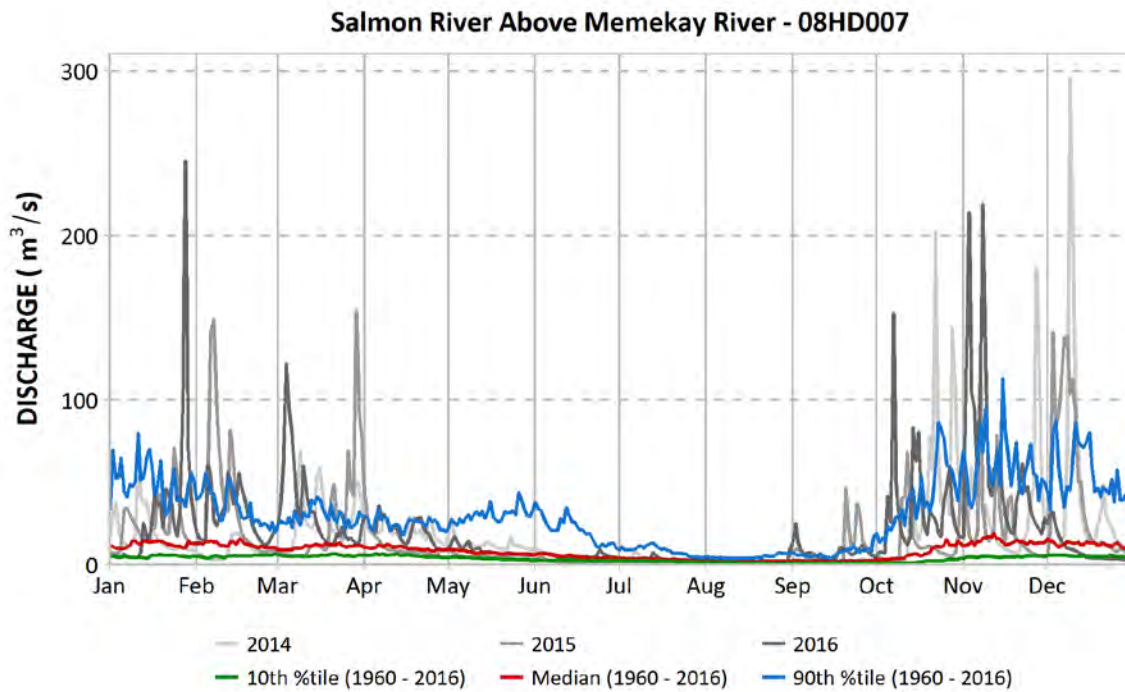 Salmon River Above Memekay River - 08HD007
DISCHARGE ( m³/s)
300
200
100
0
Jan Feb Mar Apr May Jun Jul Aug Sep Oct Nov Dec
2014 2015 2016
10th %tile (1960 - 2016) Median (1960 - 2016) 90th %tile (1960 - 2016)